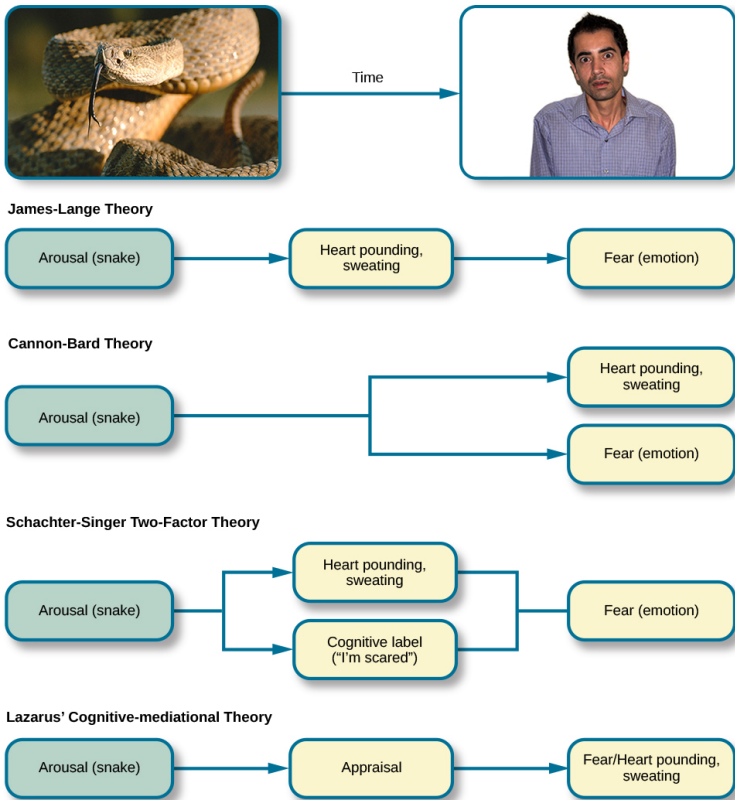 Time
James-Lange Theory
Arousal (snake)
Heart pounding,
sweating
Fear (emotion)
Cannon-Bard Theory
Arousal (snake)
Heart pounding,
sweating
Fear (emotion)
Schachter-Singer Two-Factor Theory
Arousal (snake)
Heart pounding,
sweating
Cognitive label
(“I’m scared”)
Fear (emotion)
Lazarus’ Cognitive-mediational Theory
Arousal (snake)
Appraisal
Fear/Heart pounding,
sweating